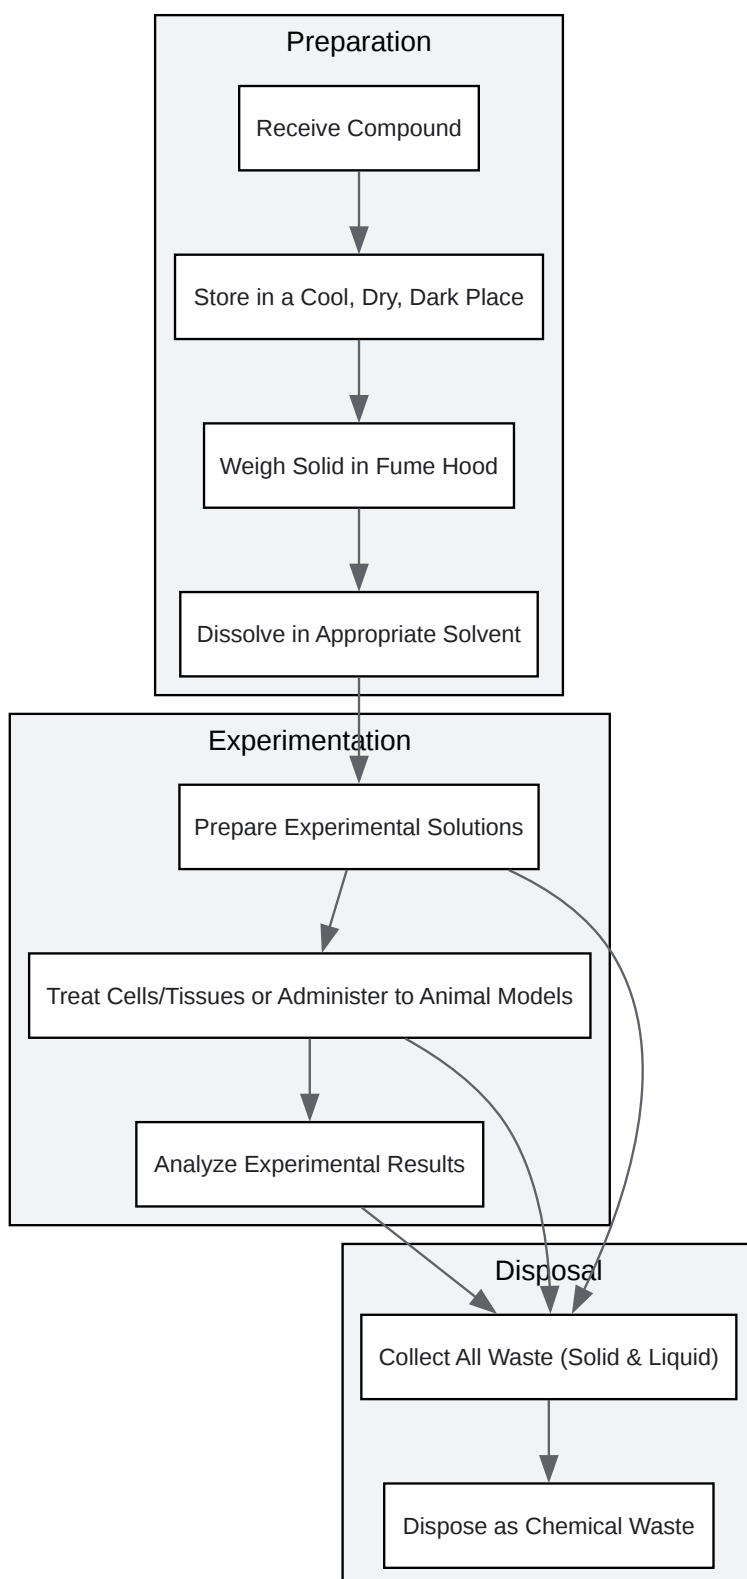 Preparation
Receive Compound
Store in a Cool, Dry, Dark Place
Weigh Solid in Fume Hood
Dissolve in Appropriate Solvent
Experimentation
Prepare Experimental Solutions
Treat Cells/Tissues or Administer to Animal Models
Analyze Experimental Results
Disposal
Collect All Waste (Solid & Liquid)
Dispose as Chemical Waste